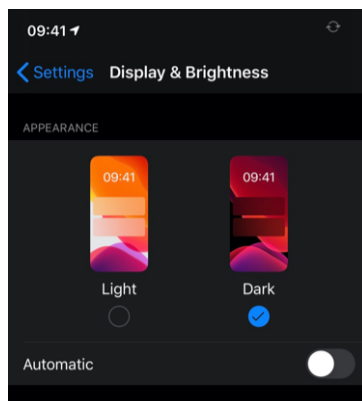 09:41
Settings Display & Brightness
APPEARANCE
09:41 09:41
Light Dark
Automatic